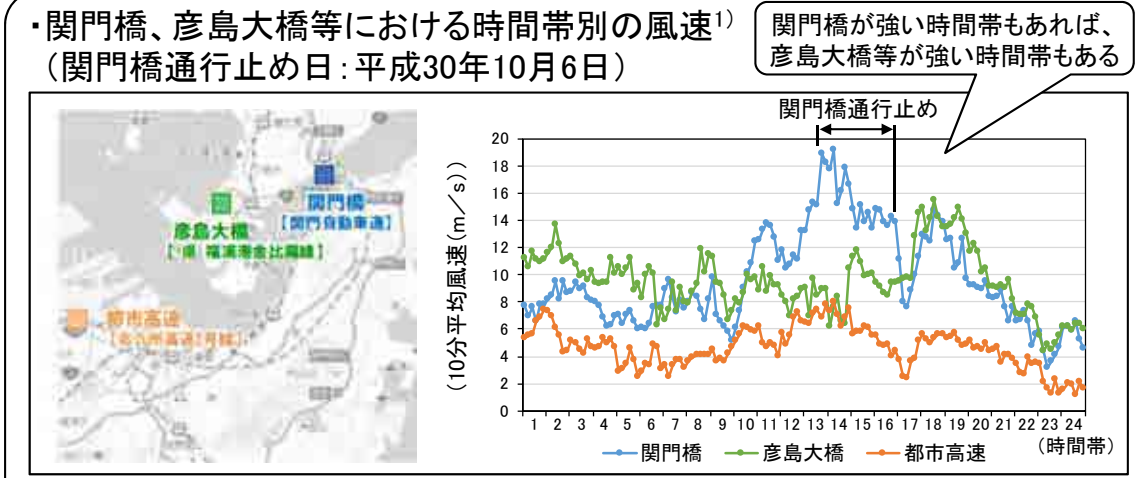 ・関門橋、彦島大橋等における時間帯別の風速1)
（関門橋通行止め日：平成30年10月6日）
関門橋が強い時間帯もあれば、
彦島大橋等が強い時間帯もある
関門橋
【関門自動車道】
彦島大橋
【(県)福浦港金比羅線】
都市高速
【北九州高速2号線】
関門橋通行止め
(10分平均風速(m/s)
20
18
16
14
12
10
8
6
4
2
0
1 2 3 4 5 6 7 8 9 10 11 12 13 14 15 16 17 18 19 20 21 22 23 24
(時間帯)
関門橋 彦島大橋 都市高速